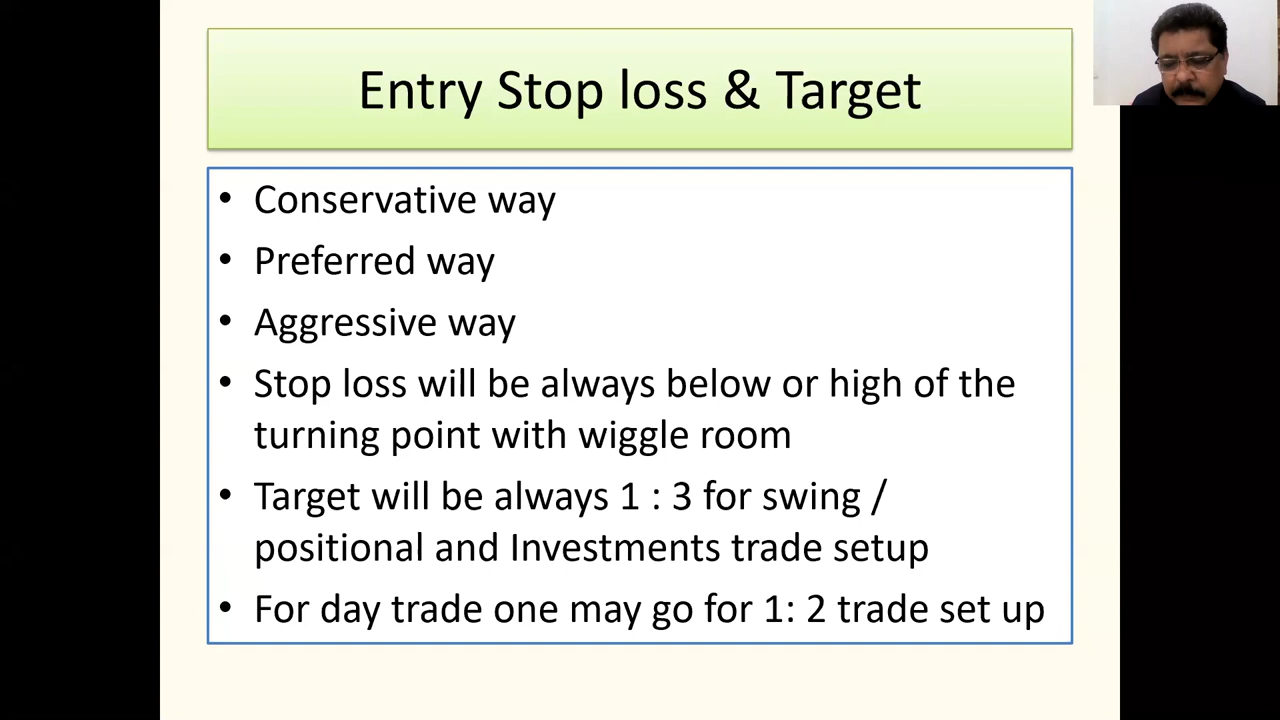 Entry Stop loss & Target
• Conservative way
• Preferred way
• Aggressive way
• Stop loss will be always below or high of the
turning point with wiggle room
• Target will be always 1 : 3 for swing /
positional and Investments trade setup
• For day trade one may go for 1: 2 trade set up